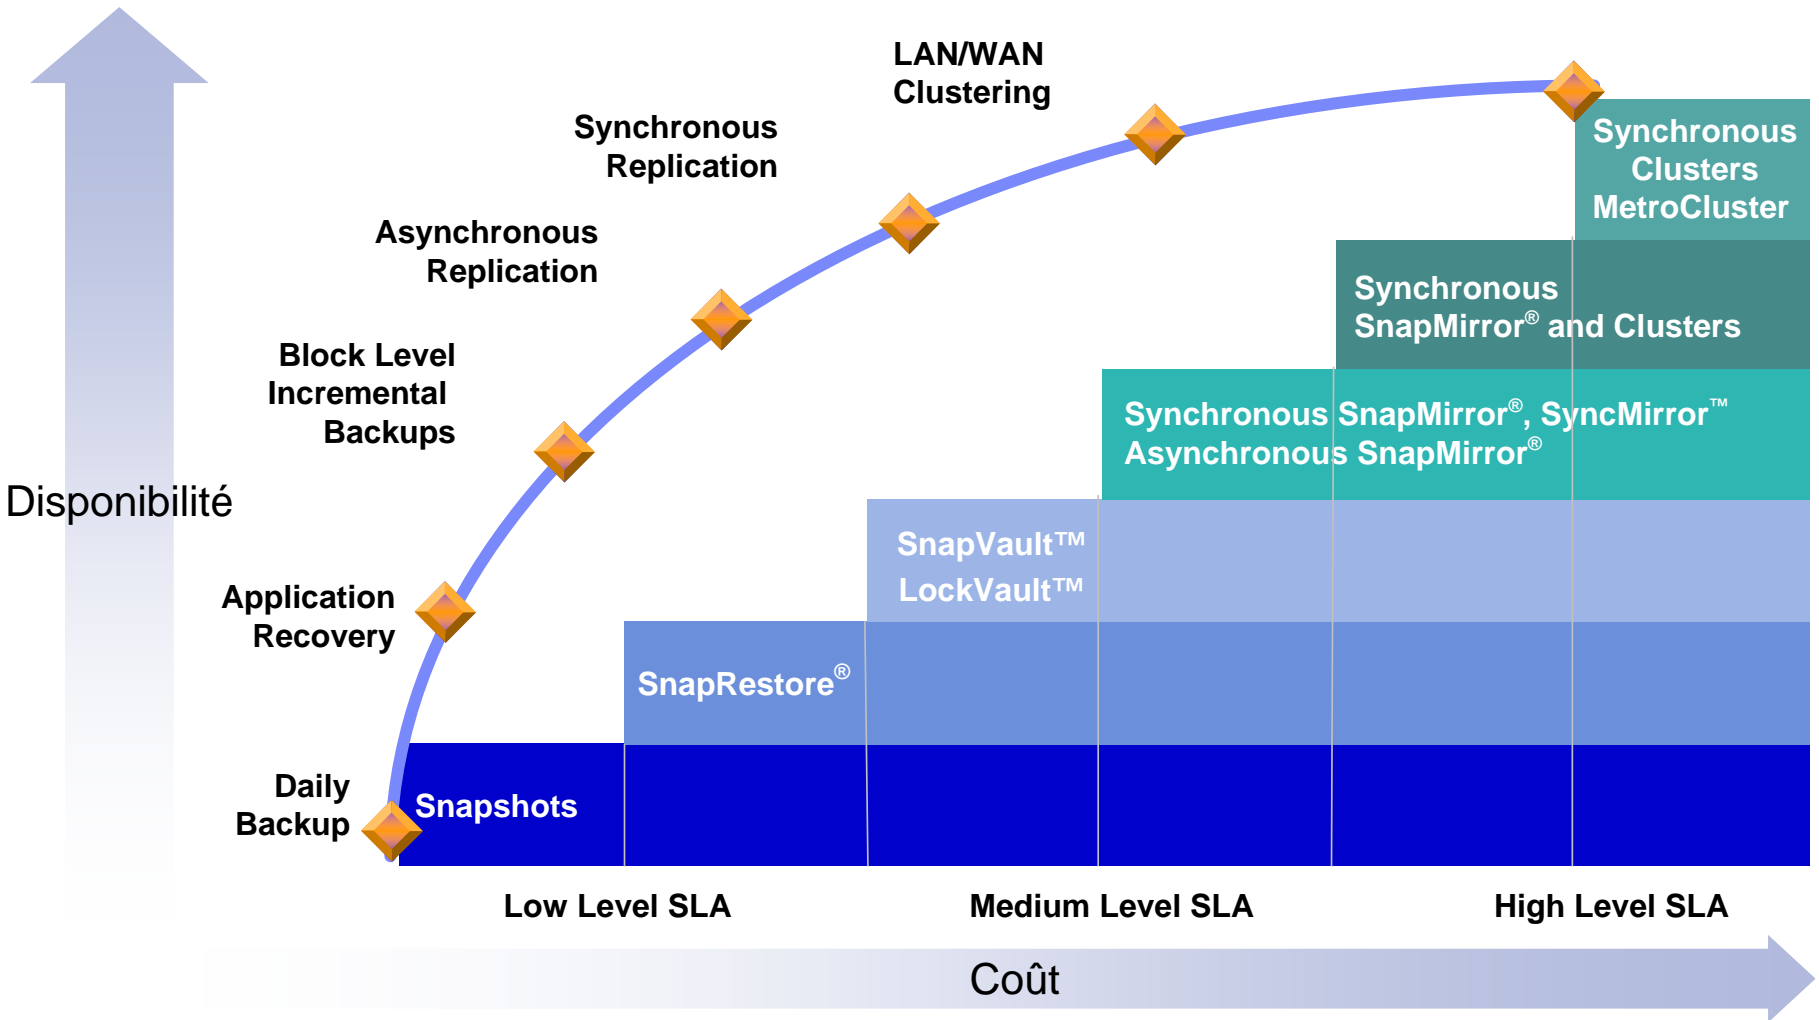 LAN/WAN
Clustering
Synchronous
Replication
Asynchronous
Replication
Block Level
Incremental
Backups
Application
Recovery
Daily
Backup
Disponibilité
Synchronous
Clusters
MetroCluster
Synchronous
SnapMirror® and Clusters
Synchronous SnapMirror®, SyncMirror™
Asynchronous SnapMirror®
SnapVault™
LockVault™
SnapRestore®
Snapshots
Low Level SLA
Medium Level SLA
High Level SLA
Coût